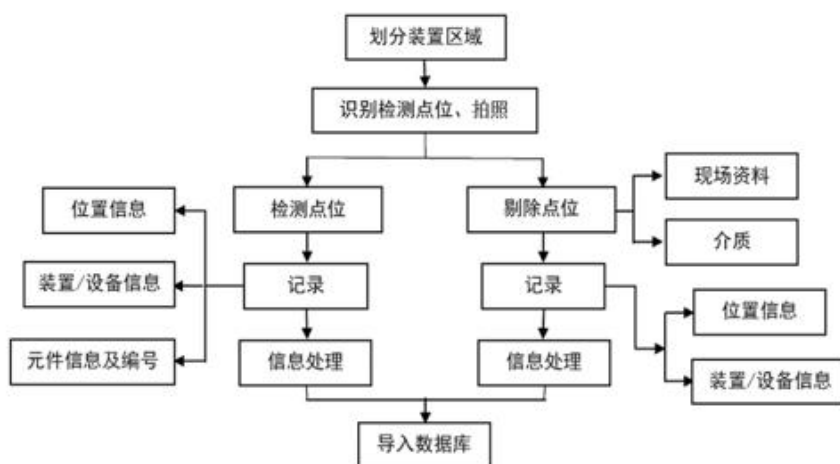 划分装置区域
识别检测点位、拍照
检测点位
剔除点位
现场资料
介质
位置信息
装置/设备信息
元件信息及编号
记录
记录
位置信息
装置/设备信息
信息处理
信息处理
导入数据库